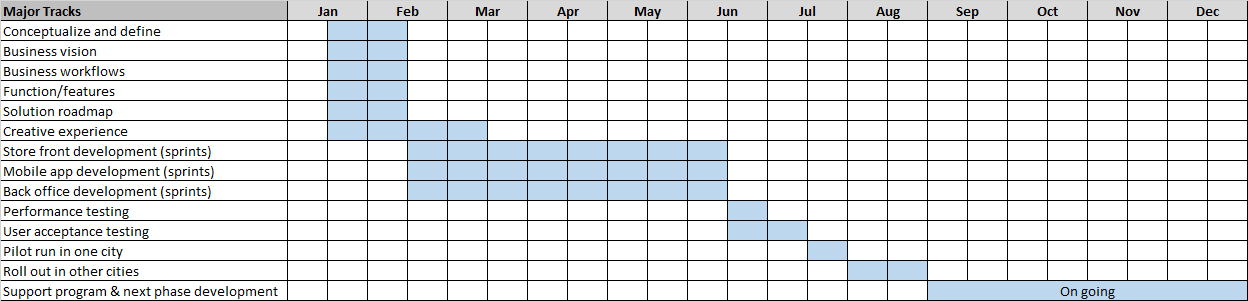 Major Tracks Jan Feb Mar Apr May Jun Jul Aug Sep Oct Nov Dec
Conceptualize and define
Business vision
Business workflows
Function/features
Solution roadmap
Creative experience
Store front development (sprints)
Mobile app development (sprints)
Back office development (sprints)
Performance testing
User acceptance testing
Pilot run in one city
Roll out in other cities
Support program & next phase development On going